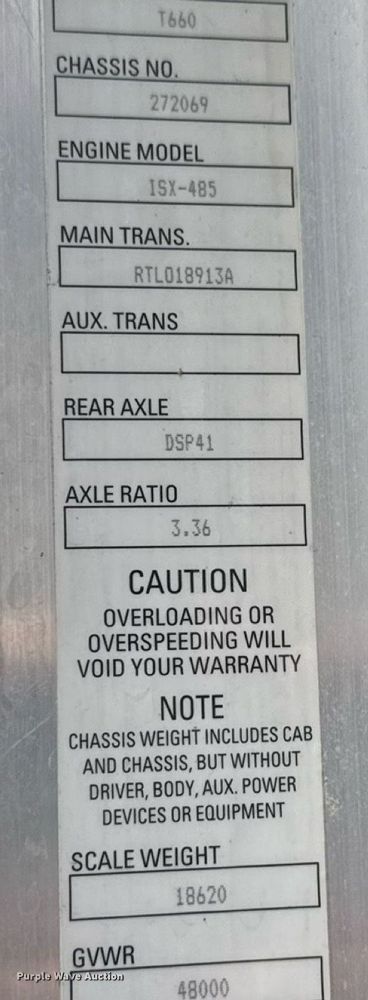 T660
CHASSIS NO.
272069
ENGINE MODEL
ISX-485
MAIN TRANS.
RTLO18913A
AUX. TRANS
REAR AXLE
DSP41
AXLE RATIO
3.36
CAUTION
OVERLOADING OR
OVERSPEEDING WILL
VOID YOUR WARRANTY
NOTE
CHASSIS WEIGHT INCLUDES CAB
AND CHASSIS, BUT WITHOUT
DRIVER, BODY, AUX. POWER
DEVICES OR EQUIPMENT
SCALE WEIGHT
18620
GVWR
Purple Wave Auction
48000